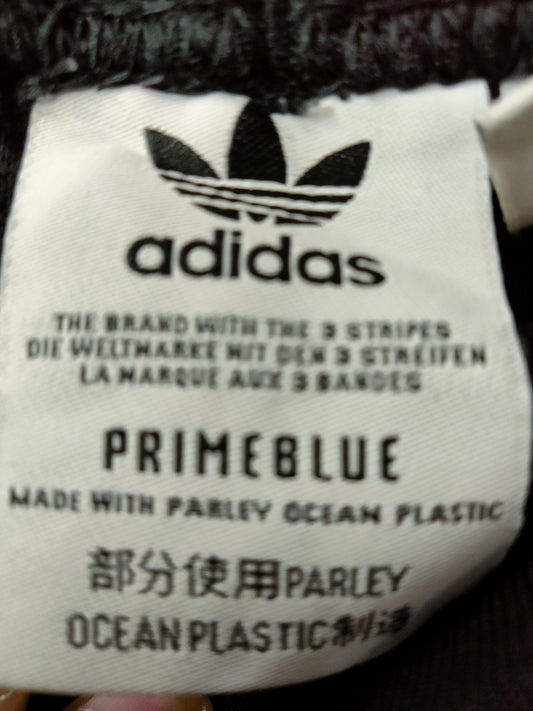 adidas
THE BRAND WITH THE 3 STRIPES
DIE WELTMARKE MIT DEN 3 STREIFEN
LA MARQUE AUX 3 BANDES
PRIMEBLUE
MADE WITH PARLEY OCEAN PLASTIC
部分使用PARLEY
OCEAN PLASTIC制造